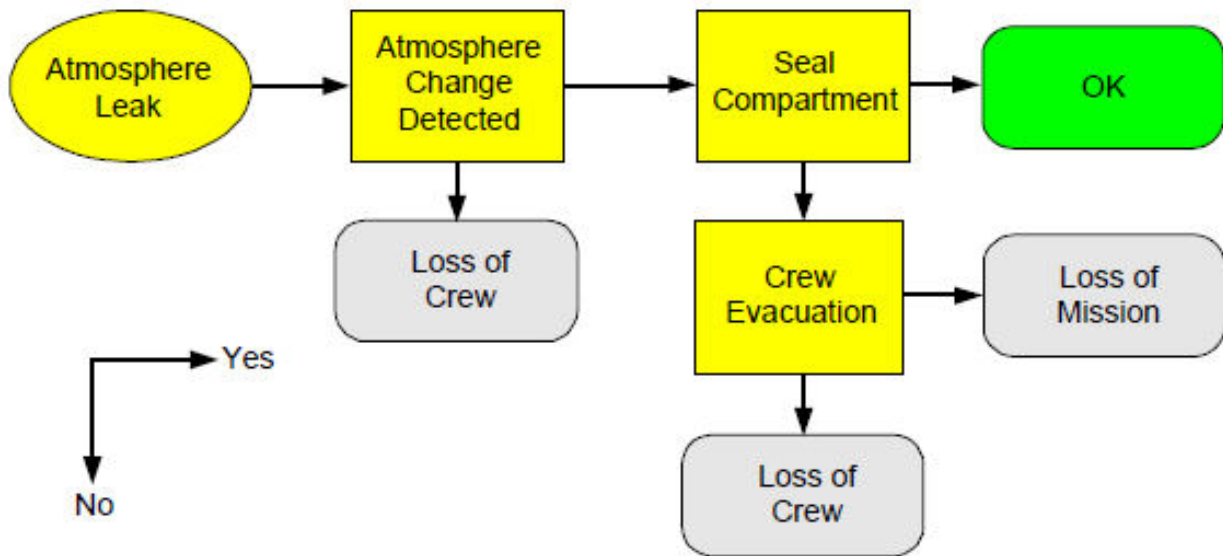 Atmosphere
Leak
Atmosphere
Change
Detected
Seal
Compartment
OK
Loss of
Crew
Crew
Evacuation
Loss of
Mission
Yes
No
Loss of
Crew